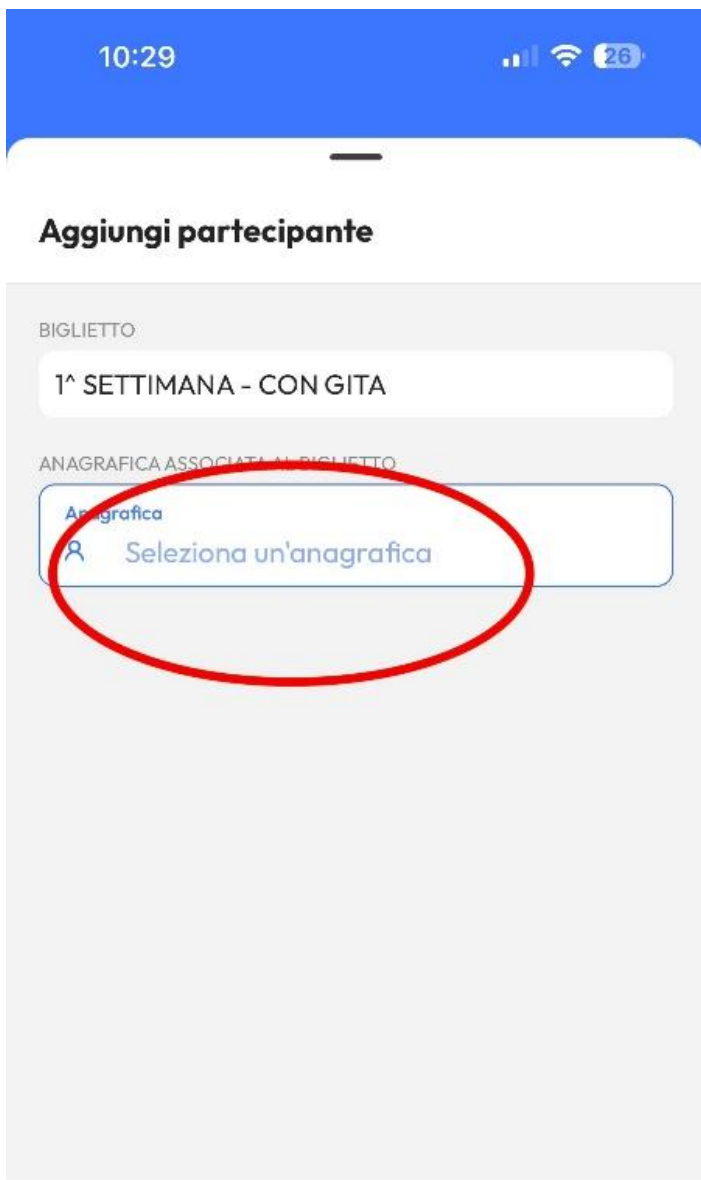 10:29
26
Aggiungi partecipante
BIGLIETTO
1^ SETTIMANA - CON GITA
ANAGRAFICA ASSOCIATA AL BIGLIETTO
Anagrafica
Seleziona un'anagrafica